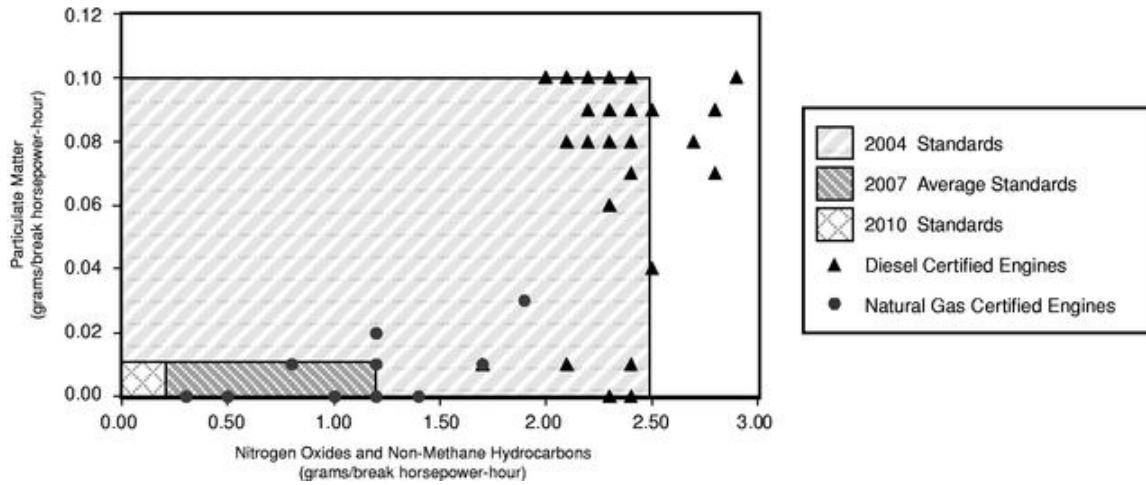 0.12
0.10
0.08
0.06
0.04
0.02
0.00
Particulate Matter
(grams/break horsepower-hour)
0.00 0.50 1.00 1.50 2.00 2.50 3.00
Nitrogen Oxides and Non-Methane Hydrocarbons
(grams/break horsepower-hour)
2004 Standards
2007 Average Standards
2010 Standards
Diesel Certified Engines
Natural Gas Certified Engines